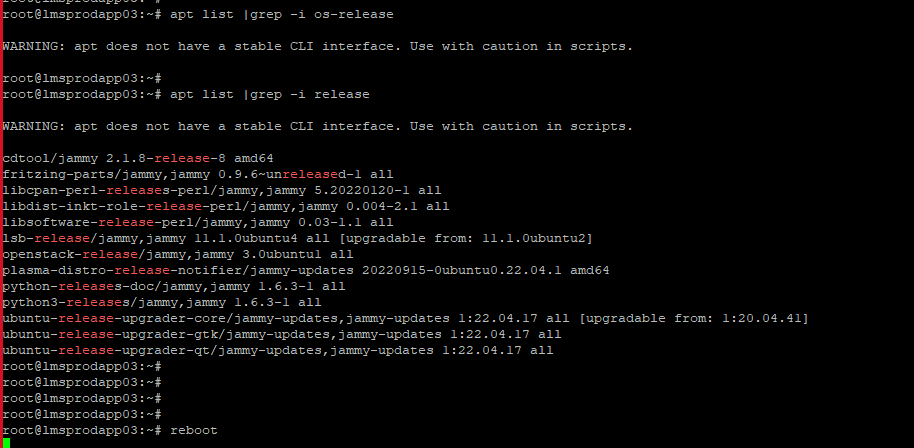 root@lmsprodapp03:~#
root@lmsprodapp03:~# apt list |grep -i os-release
WARNING: apt does not have a stable CLI interface. Use with caution in scripts.
root@lmsprodapp03:~#
root@lmsprodapp03:~# apt list |grep -i release
WARNING: apt does not have a stable CLI interface. Use with caution in scripts.
cdtool/jammy 2.1.8-release-8 amd64
fritzing-parts/jammy,jammy 0.9.6~unreleased-1 all
libcpan-perl-releases-perl/jammy,jammy 5.20220120-1 all
libdist-inkt-role-release-perl/jammy,jammy 0.004-2.1 all
libsoftware-release-perl/jammy,jammy 0.03-1.1 all
lsb-release/jammy,jammy 11.1.0ubuntu4 all [upgradable from: 11.1.0ubuntu2]
openstack-release/jammy,jammy 3.0ubuntu1 all
plasma-distro-release-notifier/jammy-updates 20220915-0ubuntu0.22.04.1 amd64
python-releases-doc/jammy,jammy 1.6.3-1 all
python3-releases/jammy,jammy 1.6.3-1 all
ubuntu-release-upgrader-core/jammy-updates,jammy-updates 1:22.04.17 all [upgradable from: 1:20.04.41]
ubuntu-release-upgrader-gtk/jammy-updates,jammy-updates 1:22.04.17 all
ubuntu-release-upgrader-qt/jammy-updates,jammy-updates 1:22.04.17 all
root@lmsprodapp03:~#
root@lmsprodapp03:~#
root@lmsprodapp03:~#
root@lmsprodapp03:~#
root@lmsprodapp03:~# reboot